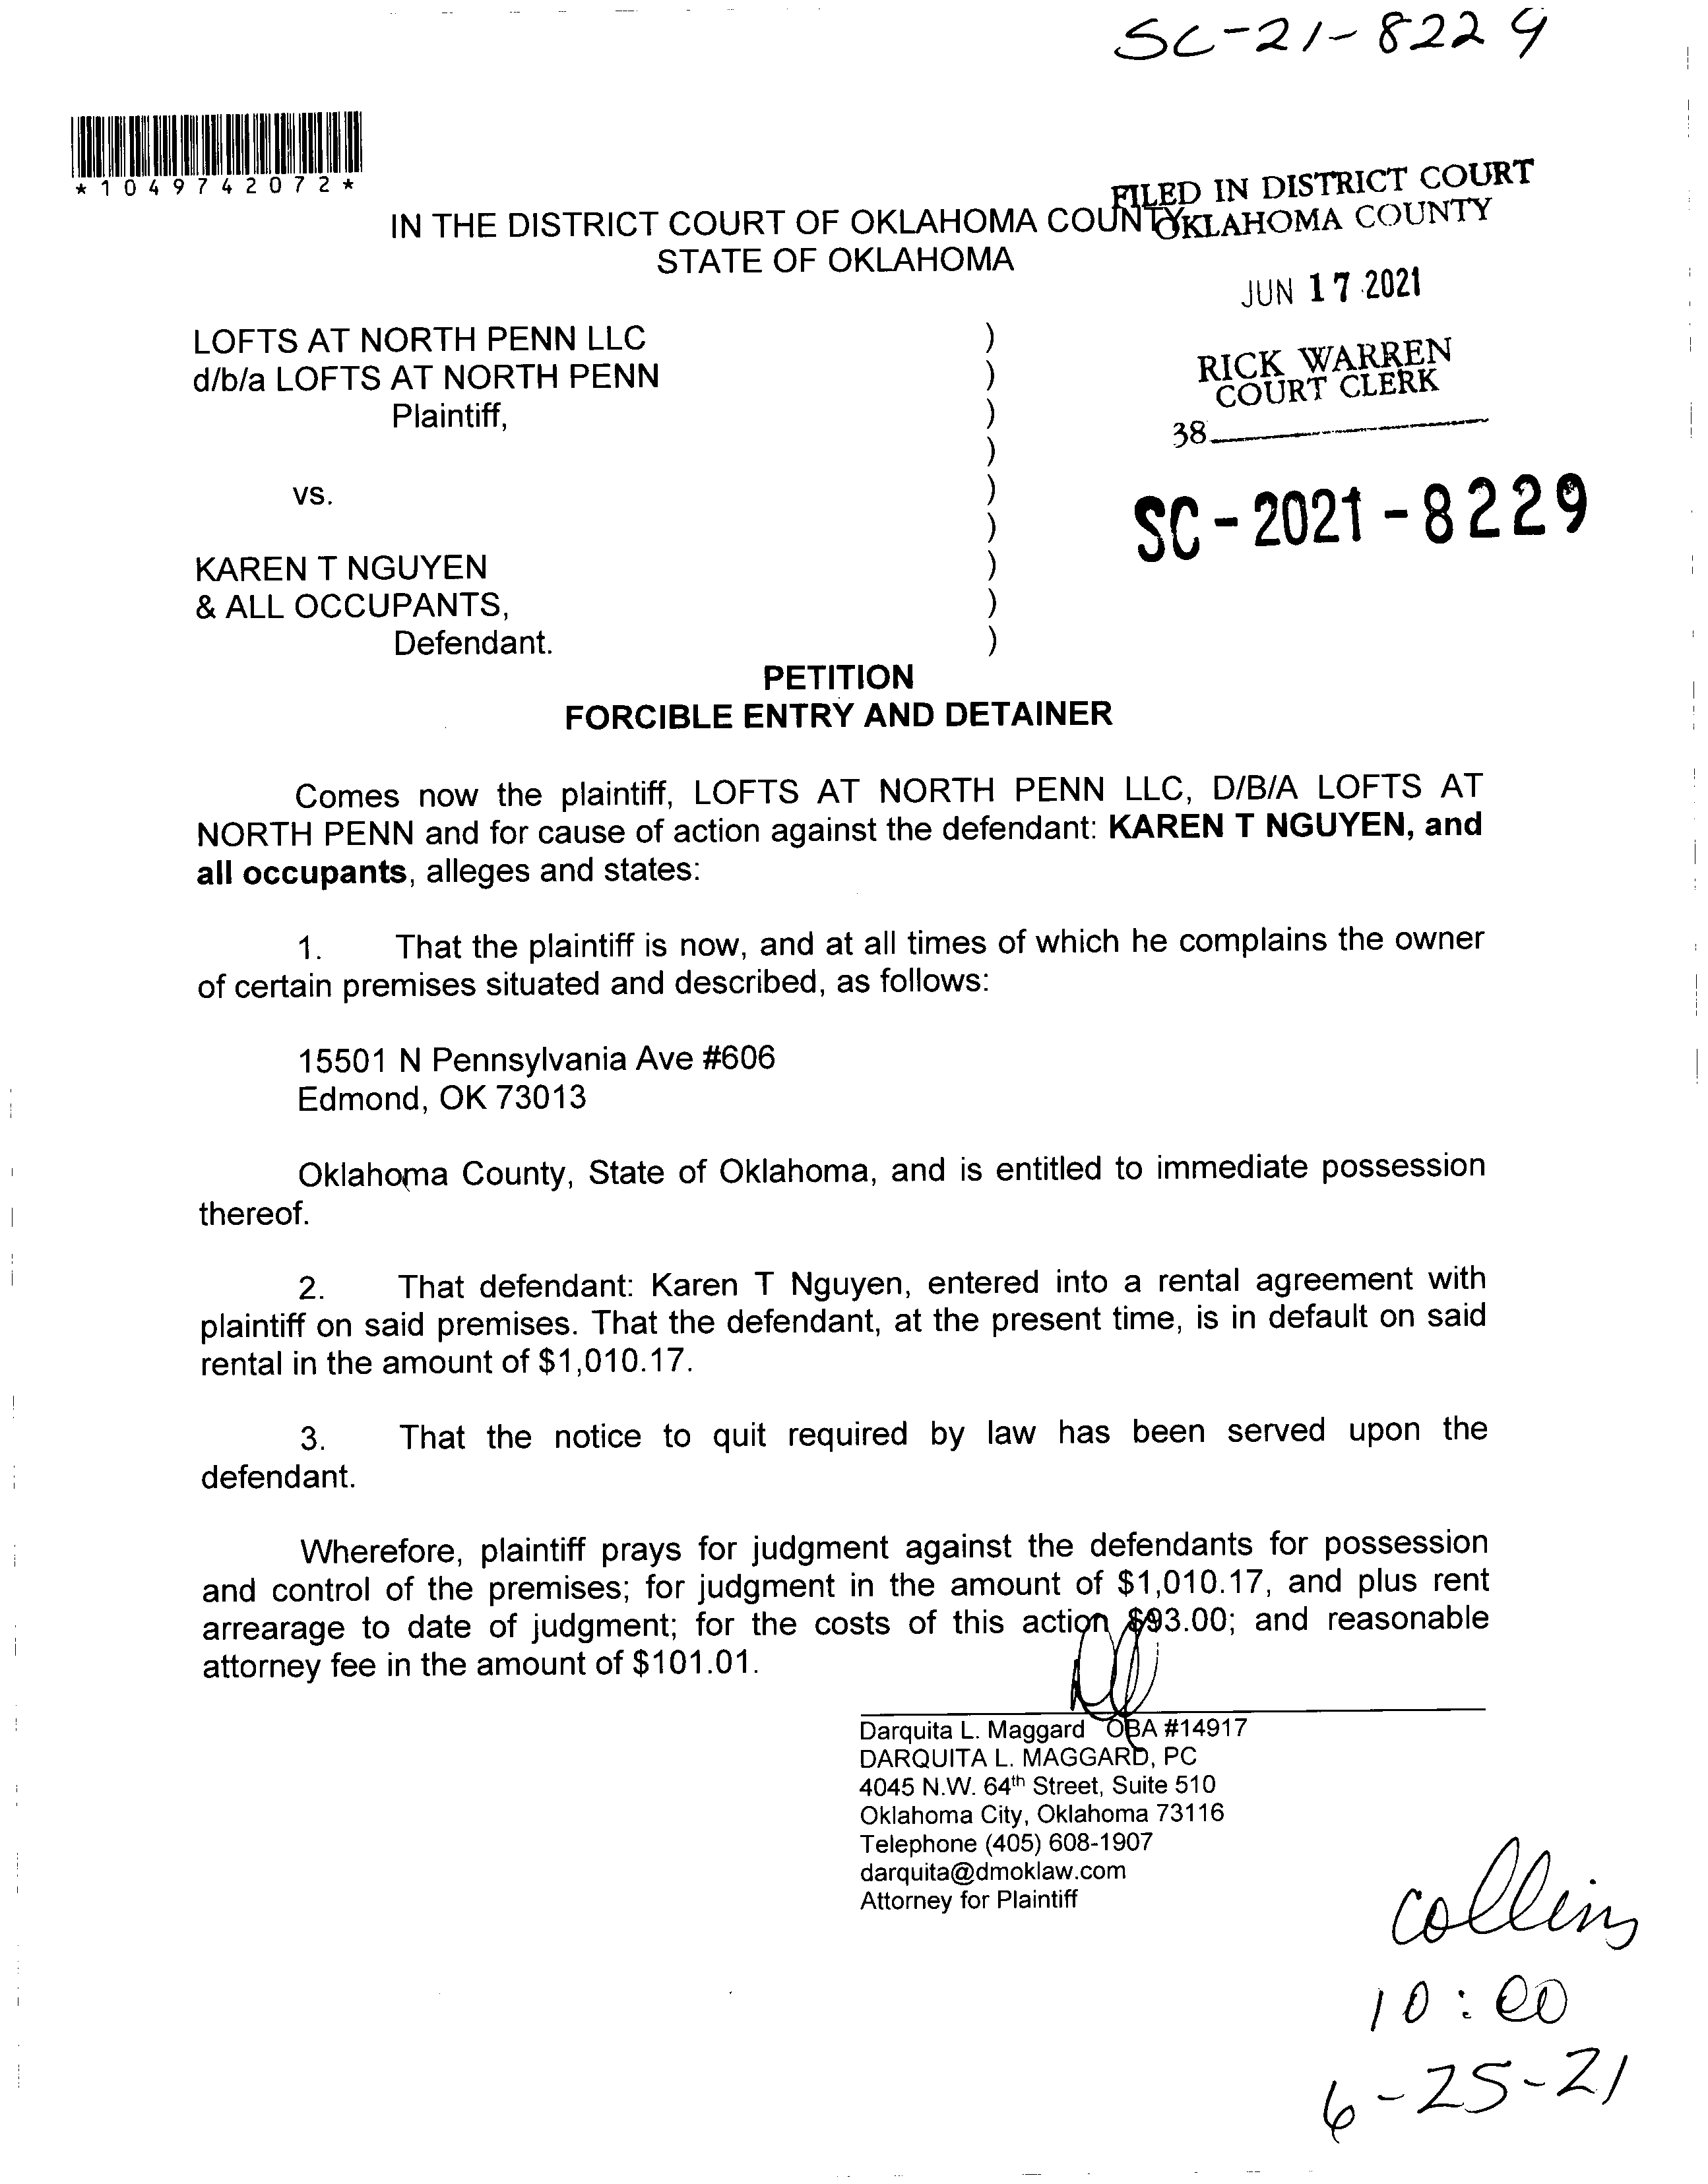 SC-21-8229
*1049742072*
FILED IN DISTRICT COURT
OKLAHOMA COUNTY
IN THE DISTRICT COURT OF OKLAHOMA COUNTY
STATE OF OKLAHOMA
JUN 17 2021
LOFTS AT NORTH PENN LLC )
d/b/a LOFTS AT NORTH PENN )
Plaintiff, )
)
RICK WARREN
COURT CLERK
38
vs. )
)
SC-2021-8229
KAREN T NGUYEN )
& ALL OCCUPANTS, )
Defendant. )
PETITION
FORCIBLE ENTRY AND DETAINER
Comes now the plaintiff, LOFTS AT NORTH PENN LLC, D/B/A LOFTS AT
NORTH PENN and for cause of action against the defendant: KAREN T NGUYEN, and
all occupants, alleges and states:
1. That the plaintiff is now, and at all times of which he complains the owner
of certain premises situated and described, as follows:
15501 N Pennsylvania Ave #606
Edmond, OK 73013
Oklahoma County, State of Oklahoma, and is entitled to immediate possession
thereof.
2. That defendant: Karen T Nguyen, entered into a rental agreement with
plaintiff on said premises. That the defendant, at the present time, is in default on said
rental in the amount of $1,010.17.
3. That the notice to quit required by law has been served upon the
defendant.
Wherefore, plaintiff prays for judgment against the defendants for possession
and control of the premises; for judgment in the amount of $1,010.17, and plus rent
arrearage to date of judgment; for the costs of this action $93.00; and reasonable
attorney fee in the amount of $101.01.
Darquita L. Maggard OBA #14917
DARQUITA L. MAGGARD, PC
4045 N.W. 64th Street, Suite 510
Oklahoma City, Oklahoma 73116
Telephone (405) 608-1907
darquita@dmoklaw.com
Attorney for Plaintiff
collins
10:00
6-25-21